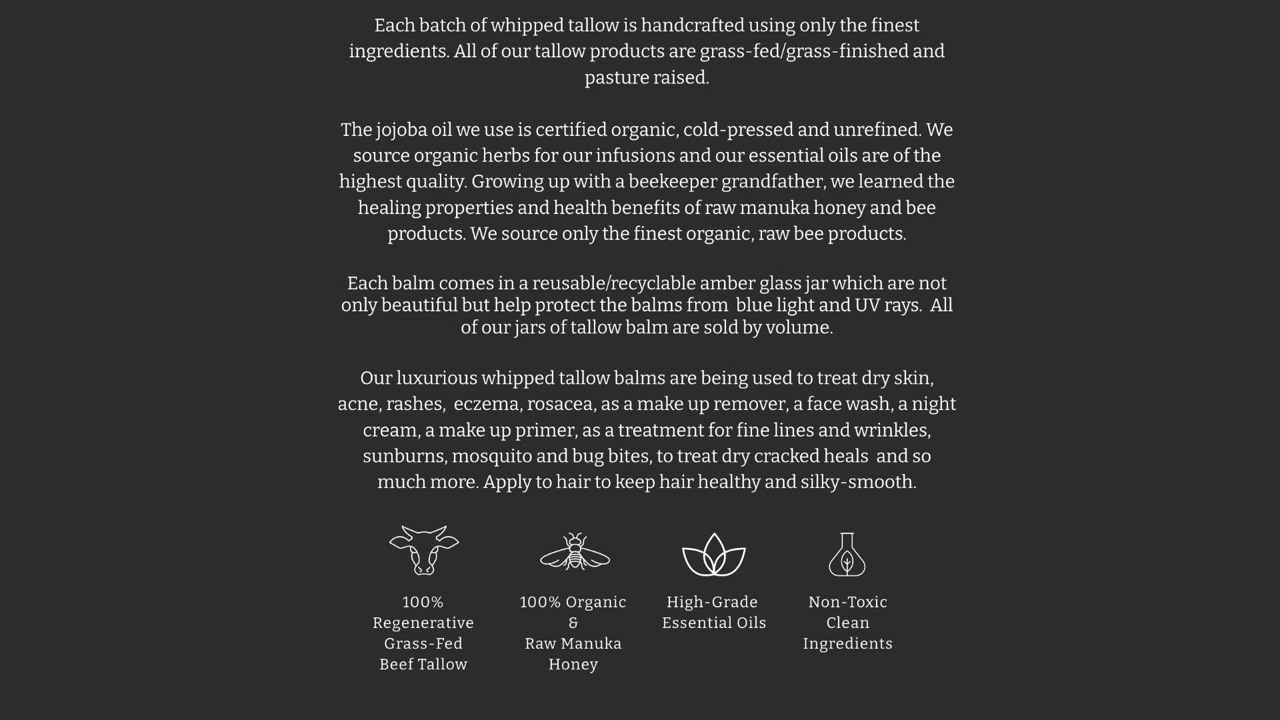 Each batch of whipped tallow is handcrafted using only the finest
ingredients. All of our tallow products are grass-fed/grass-finished and
pasture raised.
The jojoba oil we use is certified organic, cold-pressed and unrefined. We
source organic herbs for our infusions and our essential oils are of the
highest quality. Growing up with a beekeeper grandfather, we learned the
healing properties and health benefits of raw manuka honey and bee
products. We source only the finest organic, raw bee products.
Each balm comes in a reusable/recyclable amber glass jar which are not
only beautiful but help protect the balms from  blue light and UV rays.  All
of our jars of tallow balm are sold by volume.
Our luxurious whipped tallow balms are being used to treat dry skin,
acne, rashes,  eczema, rosacea, as a make up remover, a face wash, a night
cream, a make up primer, as a treatment for fine lines and wrinkles,
sunburns, mosquito and bug bites, to treat dry cracked heals  and so
much more. Apply to hair to keep hair healthy and silky-smooth.
100%
Regenerative
Grass-Fed
Beef Tallow
100% Organic
&
Raw Manuka
Honey
High-Grade
Essential Oils
Non-Toxic
Clean
Ingredients